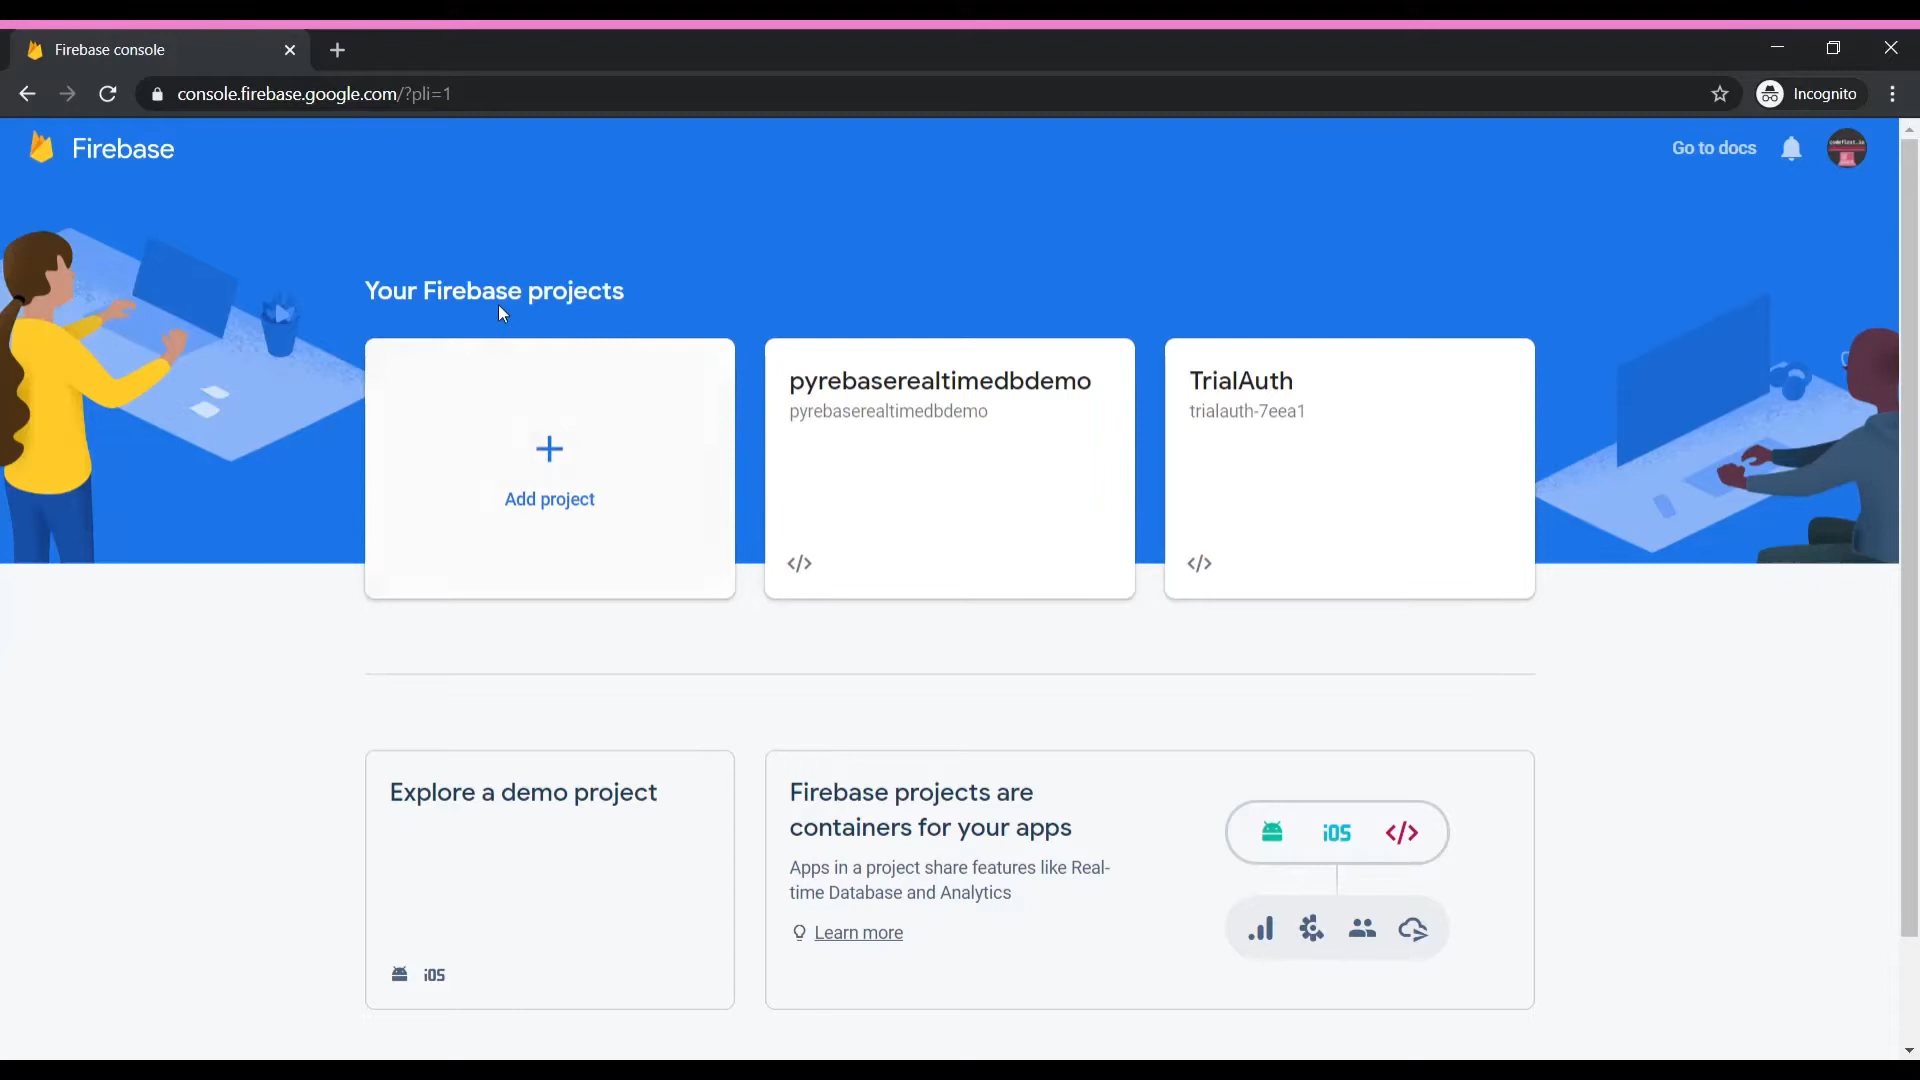 Firebase console
console.firebase.google.com/?pli=1
Incognito
Firebase
Go to docs
Your Firebase projects
Add project
pyrebaserealtimedbdemo
pyrebaserealtimedbdemo
TrialAuth
trialauth-7eea1
</>
</>
Explore a demo project
iOS
Firebase projects are
containers for your apps
Apps in a project share features like Real-
time Database and Analytics
Learn more
iOS </>